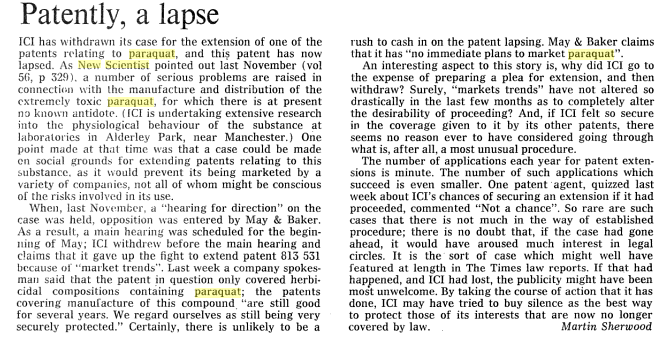 Patently, a lapse
ICI has withdrawn its case for the extension of one of the
patents relating to paraquat, and this patent has now
lapsed. As New Scientist pointed out last November (vol
56, p 329). a number of serious problems are raised in
connection with the manufacture and distribution of the
extremely toxic paraquat, for which there is at present
no known antidote. (ICI is undertaking extensive research
into the physiological behaviour of the substance at
laboratories in Alderley Park, near Manchester.) One
point made at that time was that a case could be made
on social grounds for extending patents relating to this
substance, as it would prevent its being marketed by a
variety of companies, not all of whom might be conscious
of the risks involved in its use.
When, last November, a "hearing for direction" on the
case was held, opposition was entered by May & Baker.
As a result, a main hearing was scheduled for the begin-
ning of May; ICI withdrew before the main hearing and
claims that it gave up the fight to extend patent 813 531
because of "market trends". Last week a company spokes-
man said that the patent in question only covered herbi-
cidal compositions containing paraquat; the patents
covering manufacture of this compound "are still good
for several years. We regard ourselves as still being very
securely protected." Certainly, there is unlikely to be a
rush to cash in on the patent lapsing. May & Baker claims
that it has "no immediate plans to market paraquat".
An interesting aspect to this story is, why did ICI go to
the expense of preparing a plea for extension, and then
withdraw? Surely, "markets trends" have not altered so
drastically in the last few months as to completely alter
the desirability of proceeding? And, if ICI felt so secure
in the coverage given to it by its other patents, there
seems no reason ever to have considered going through
what is, after all, a most unusual procedure.
The number of applications each year for patent exten-
sions is minute. The number of such applications which
succeed is even smaller. One patent agent, quizzed last
week about ICI's chances of securing an extension if it had
proceeded, commented "Not a chance". So rare are such
cases that there is not much in the way of established
procedure; there is no doubt that, if the case had gone
ahead, it would have aroused much interest in legal
circles. It is the sort of case which might well have
featured at length in The Times law reports. If that had
happened, and ICI had lost, the publicity might have been
most unwelcome. By taking the course of action that it has
done, ICI may have tried to buy silence as the best way
to protect those of its interests that are now no longer
covered by law. Martin Sherwood